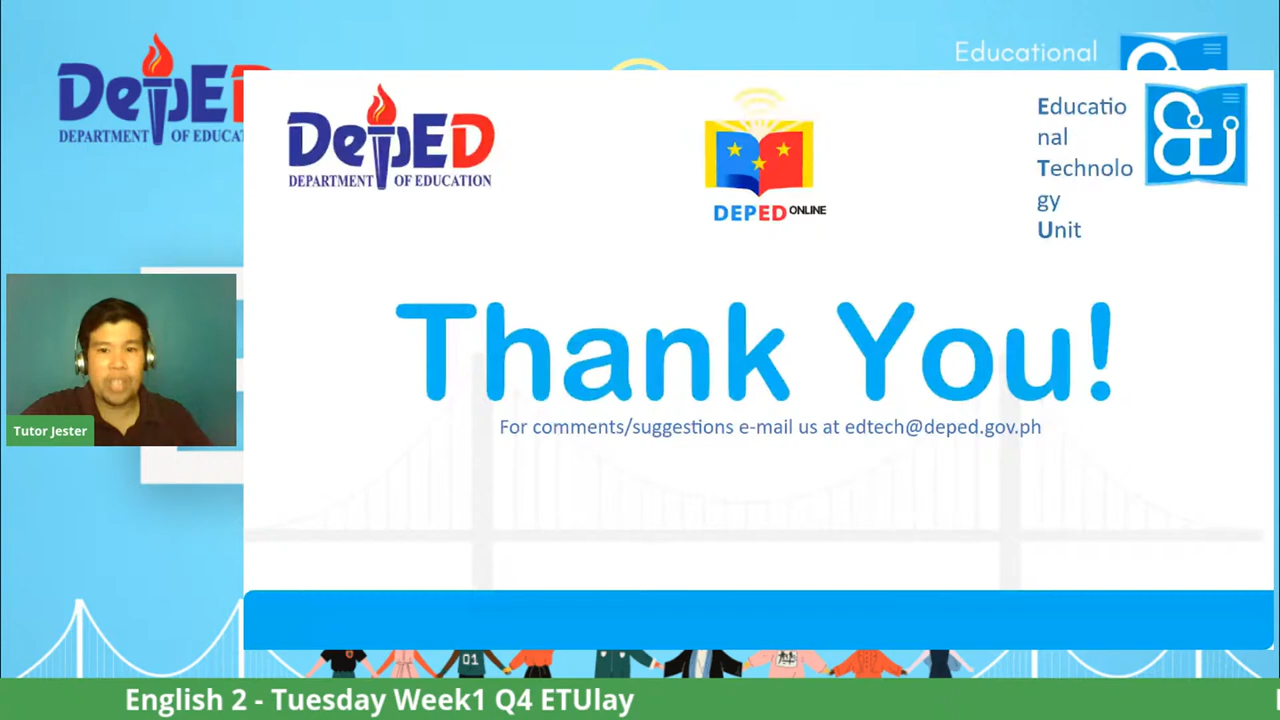 DepED
DEPARTMENT OF EDUCATION
Educational
DepED
DEPARTMENT OF EDUCATION
DEPED ONLINE
Educatio
nal
Technolo
gy
Unit
Thank You!
For comments/suggestions e-mail us at edtech@deped.gov.ph
Tutor Jester
01
English 2 - Tuesday Week1 Q4 ETUlay